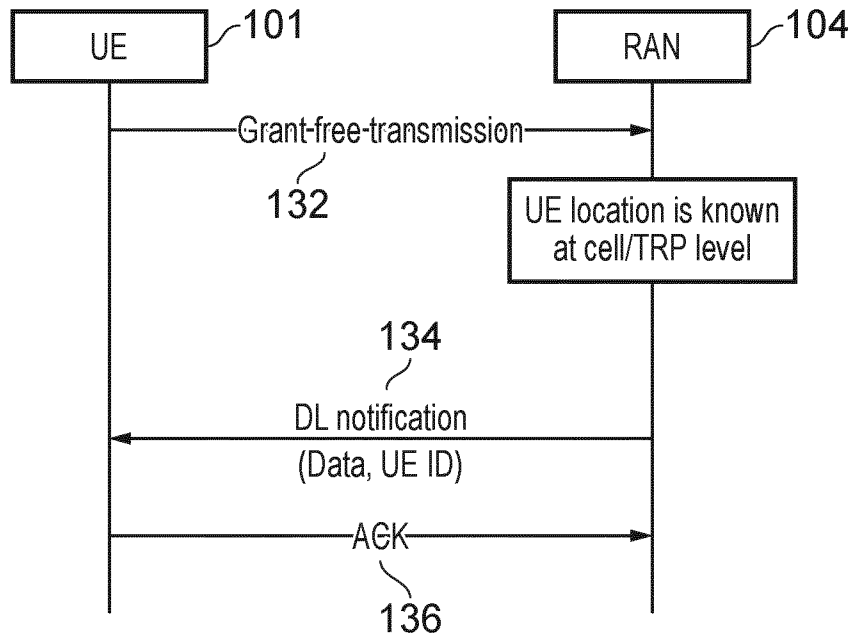 UE
101
RAN
104
Grant-free-transmission
132
UE location is known
at cell/TRP level
134
DL notification
(Data, UE ID)
ACK
136